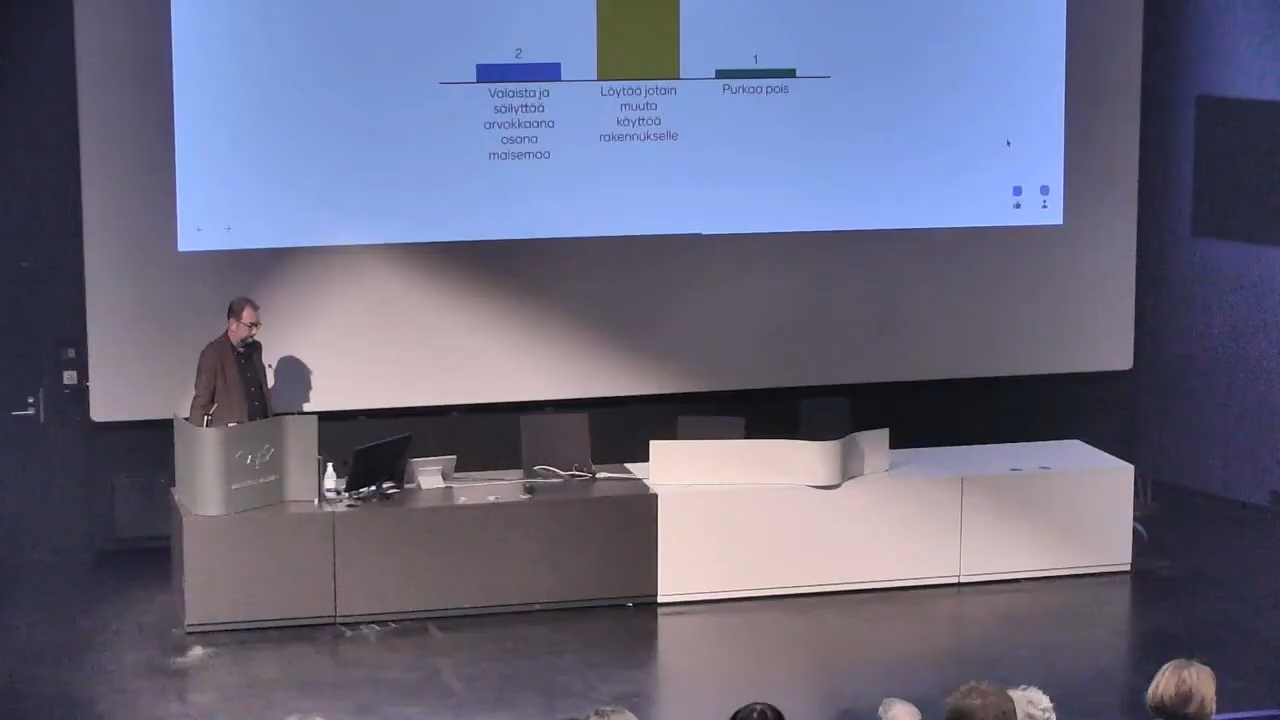 2
1
Valaista ja
säilyttää
arvokkaana
osana
maisemaa
Löytää jotain
muuta
käyttöä
rakennukselle
Purkaa pois